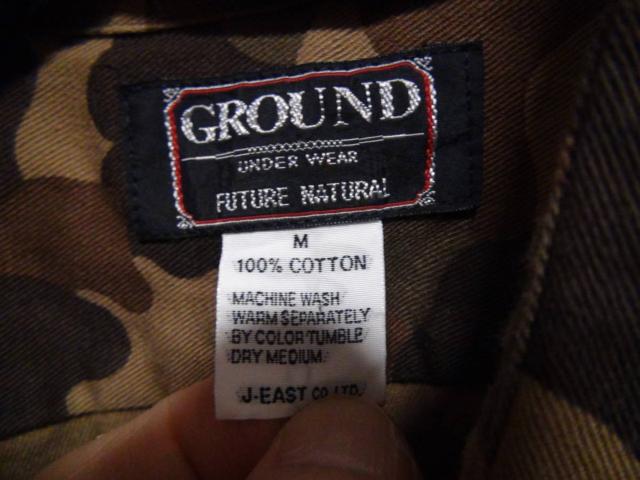 GROUND
UNDER WEAR
FUTURE NATURAL
M
100% COTTON
MACHINE WASH
WARM SEPARATELY
BY COLOR TUMBLE
DRY MEDIUM.
J-EAST CO.,LTD.